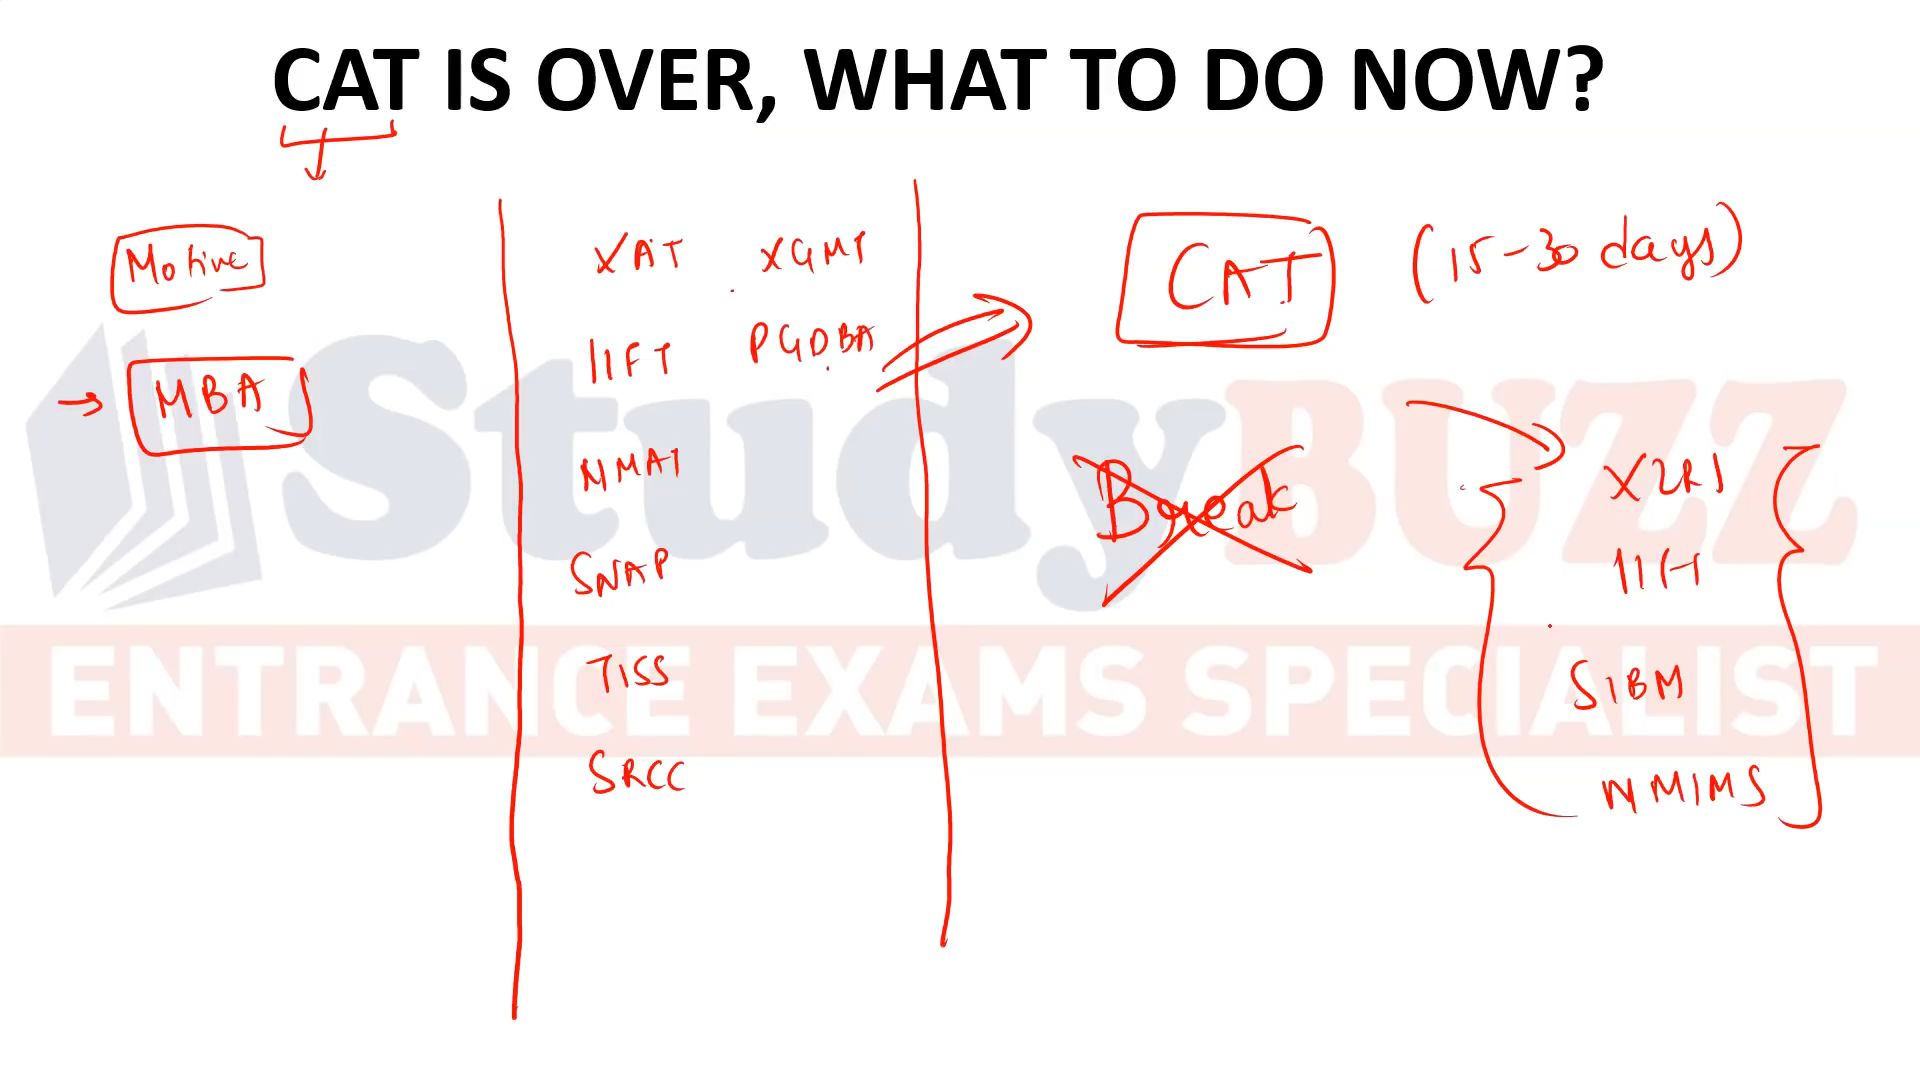 CAT IS OVER, WHAT TO DO NOW?
Motive
MBA
XAT XGMT
IIFT PGDBA
NMAT
SNAP
TISS
SRCC
CAT (15-30 days)
Break
XLRI
IIFT
SIBM
NMIMS
StudyBUZZ
ENTRANCE EXAMS SPECIALIST